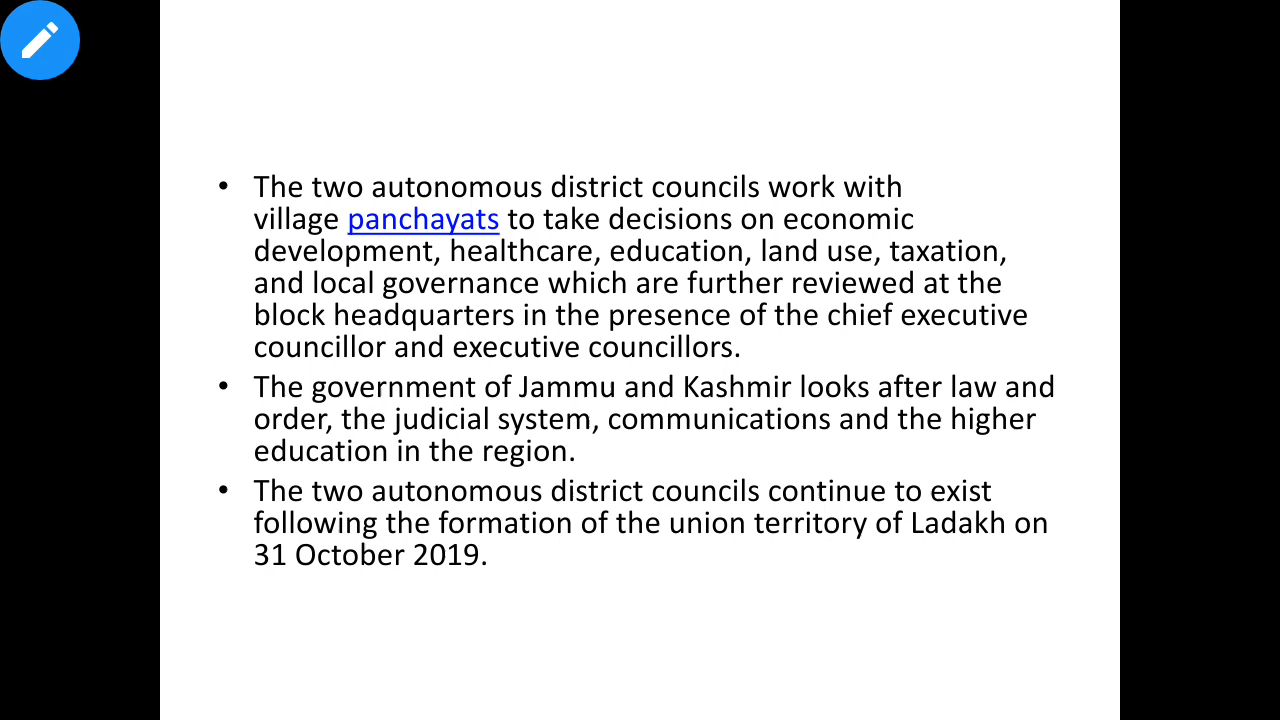 • The two autonomous district councils work with
village panchayats to take decisions on economic
development, healthcare, education, land use, taxation,
and local governance which are further reviewed at the
block headquarters in the presence of the chief executive
councillor and executive councillors.
• The government of Jammu and Kashmir looks after law and
order, the judicial system, communications and the higher
education in the region.
• The two autonomous district councils continue to exist
following the formation of the union territory of Ladakh on
31 October 2019.